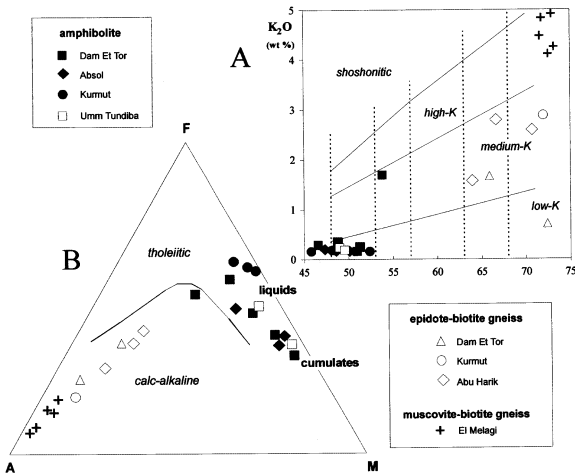 amphibolite
Dam Et Tor
Absol
Kurmut
Umm Tundiba
A
K2O
(wt %)
5
4
3
2
1
0
45
50
55
60
65
70
75
shoshonitic
high-K
medium-K
low-K
B
F
tholeiitic
liquids
cumulates
calc-alkaline
A
M
epidote-biotite gneiss
Dam Et Tor
Kurmut
Abu Harik
muscovite-biotite gneiss
El Melagi